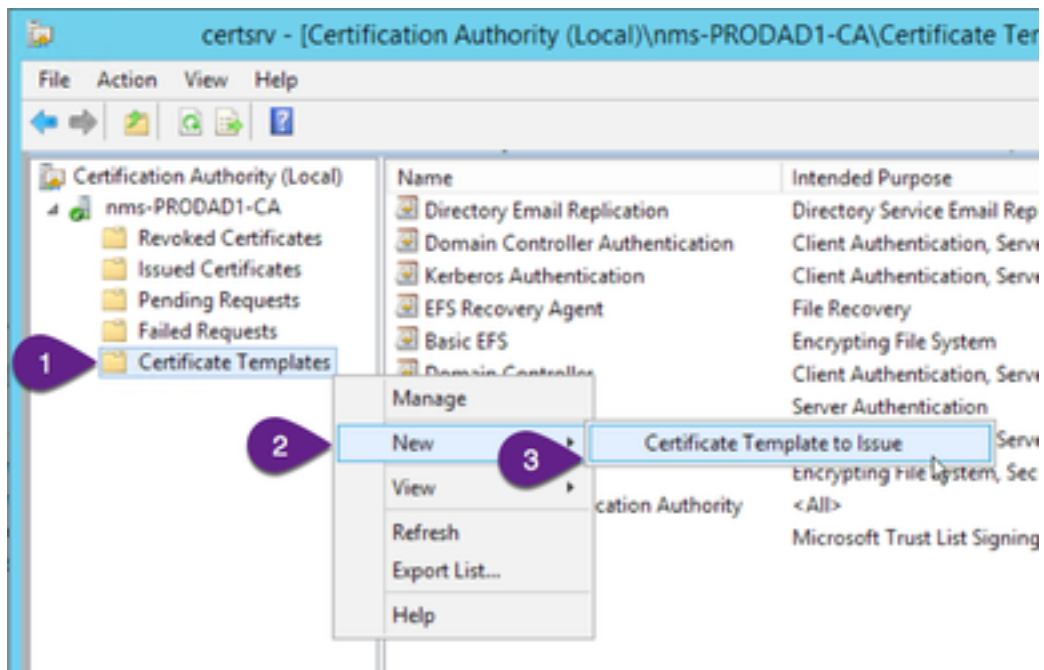 certsrv - [Certification Authority (Local)\nms-PRODAD1-CA\Certificate Ter
File Action View Help
Certification Authority (Local)
nms-PRODAD1-CA
Revoked Certificates
Issued Certificates
Pending Requests
Failed Requests
1 Certificate Templates
Name Intended Purpose
Directory Email Replication Directory Service Email Rep
Domain Controller Authentication Client Authentication, Serve
Kerberos Authentication Client Authentication, Serve
EFS Recovery Agent File Recovery
Basic EFS Encrypting File System
Domain Controller Client Authentication, Serve
Server Authentication
Serve
Encrypting File System, Sec
cation Authority <All>
Microsoft Trust List Signing
Manage
2 New
3 Certificate Template to Issue
View
Refresh
Export List...
Help